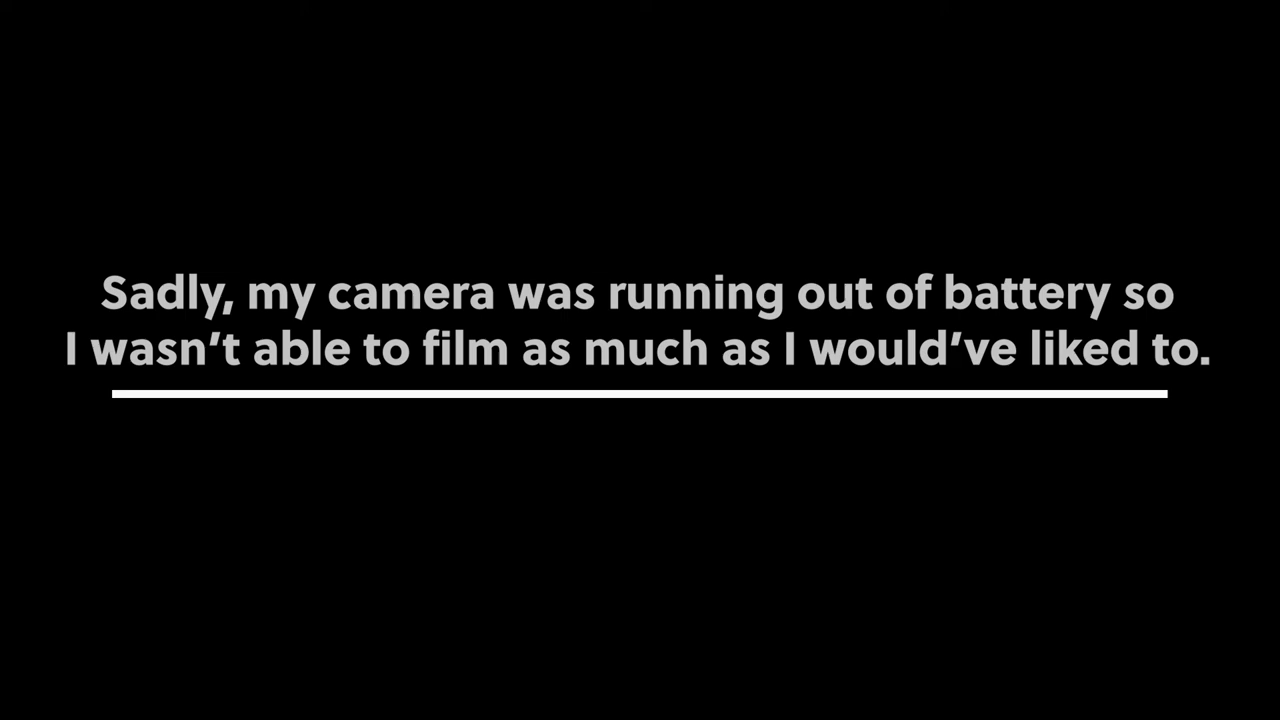 Sadly, my camera was running out of battery so
I wasn’t able to film as much as I would’ve liked to.